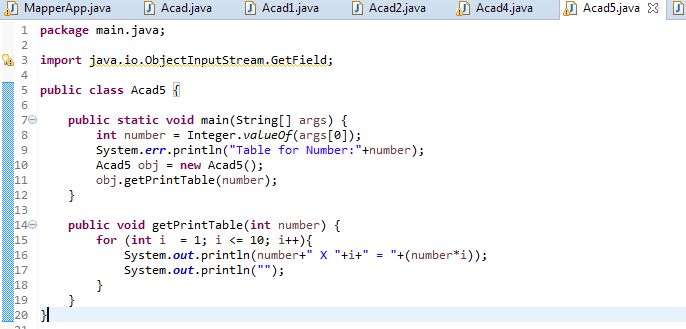 MapperApp.java Acad.java Acad1.java Acad2.java Acad4.java Acad5.java
1 package main.java;
2
3 import java.io.ObjectInputStream.GetField;
4
5 public class Acad5 {
6
7 public static void main(String[] args) {
8 int number = Integer.valueOf(args[0]);
9 System.err.println("Table for Number:"+number);
10 Acad5 obj = new Acad5();
11 obj.getPrintTable(number);
12 }
13
14 public void getPrintTable(int number) {
15 for (int i  = 1; i <= 10; i++){
16 System.out.println(number+" X "+i+" = "+(number*i));
17 System.out.println("");
18 }
19 }
20 }
21